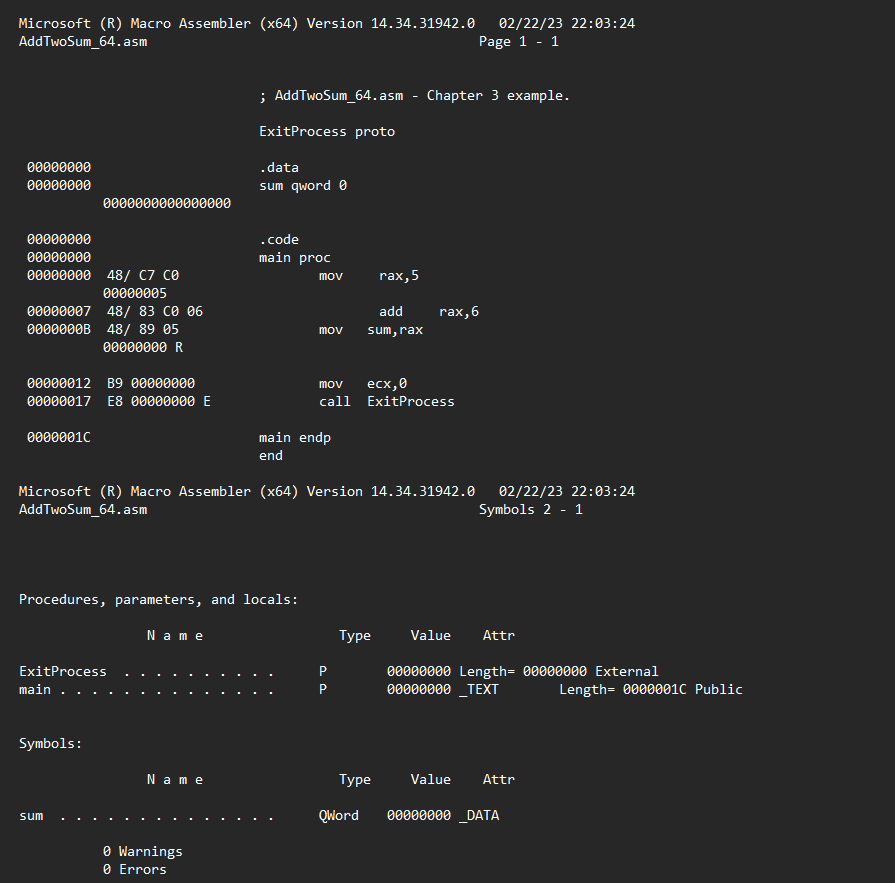 Microsoft (R) Macro Assembler (x64) Version 14.34.31942.0   02/22/23 22:03:24
AddTwoSum_64.asm                                         Page 1 - 1
; AddTwoSum_64.asm - Chapter 3 example.
ExitProcess proto
00000000                     .data
00000000                     sum qword 0
0000000000000000
00000000                     .code
00000000                     main proc
00000000  48/ C7 C0                 mov     rax,5
00000005
00000007  48/ 83 C0 06                      add     rax,6
0000000B  48/ 89 05                 mov   sum,rax
00000000 R
00000012  B9 00000000               mov   ecx,0
00000017  E8 00000000 E             call  ExitProcess
0000001C                     main endp
end
Microsoft (R) Macro Assembler (x64) Version 14.34.31942.0   02/22/23 22:03:24
AddTwoSum_64.asm                                         Symbols 2 - 1
Procedures, parameters, and locals:
N a m e                 Type     Value    Attr
ExitProcess  . . . . . . . . . .     P       00000000 Length= 00000000 External
main . . . . . . . . . . . . . .     P       00000000 _TEXT       Length= 0000001C Public
Symbols:
N a m e                 Type     Value    Attr
sum  . . . . . . . . . . . . . .     QWord   00000000 _DATA
0 Warnings
0 Errors